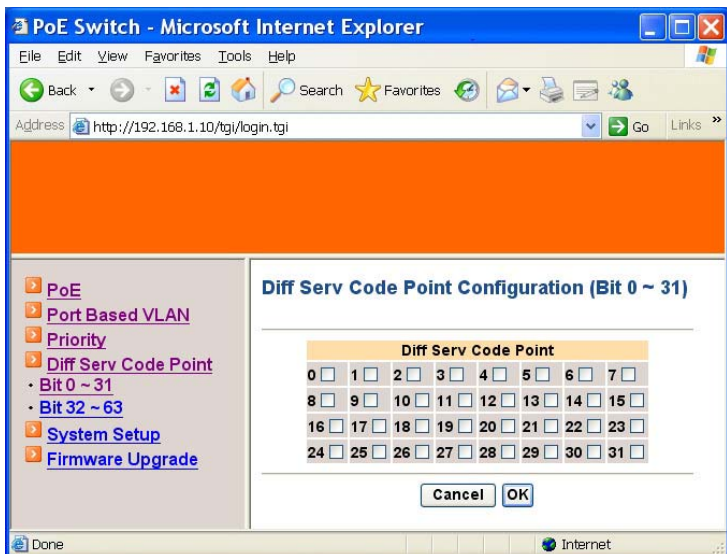 PoE Switch - Microsoft Internet Explorer
File Edit View Favorites Tools Help
Back Search Favorites
Address http://192.168.1.10/tgi/login.tgi Go Links »
PoE
Port Based VLAN
Priority
Diff Serv Code Point
· Bit 0 ~ 31
· Bit 32 ~ 63
System Setup
Firmware Upgrade
Diff Serv Code Point Configuration (Bit 0 ~ 31)
Diff Serv Code Point
0 1 2 3 4 5 6 7
8 9 10 11 12 13 14 15
16 17 18 19 20 21 22 23
24 25 26 27 28 29 30 31
Cancel OK
Done Internet